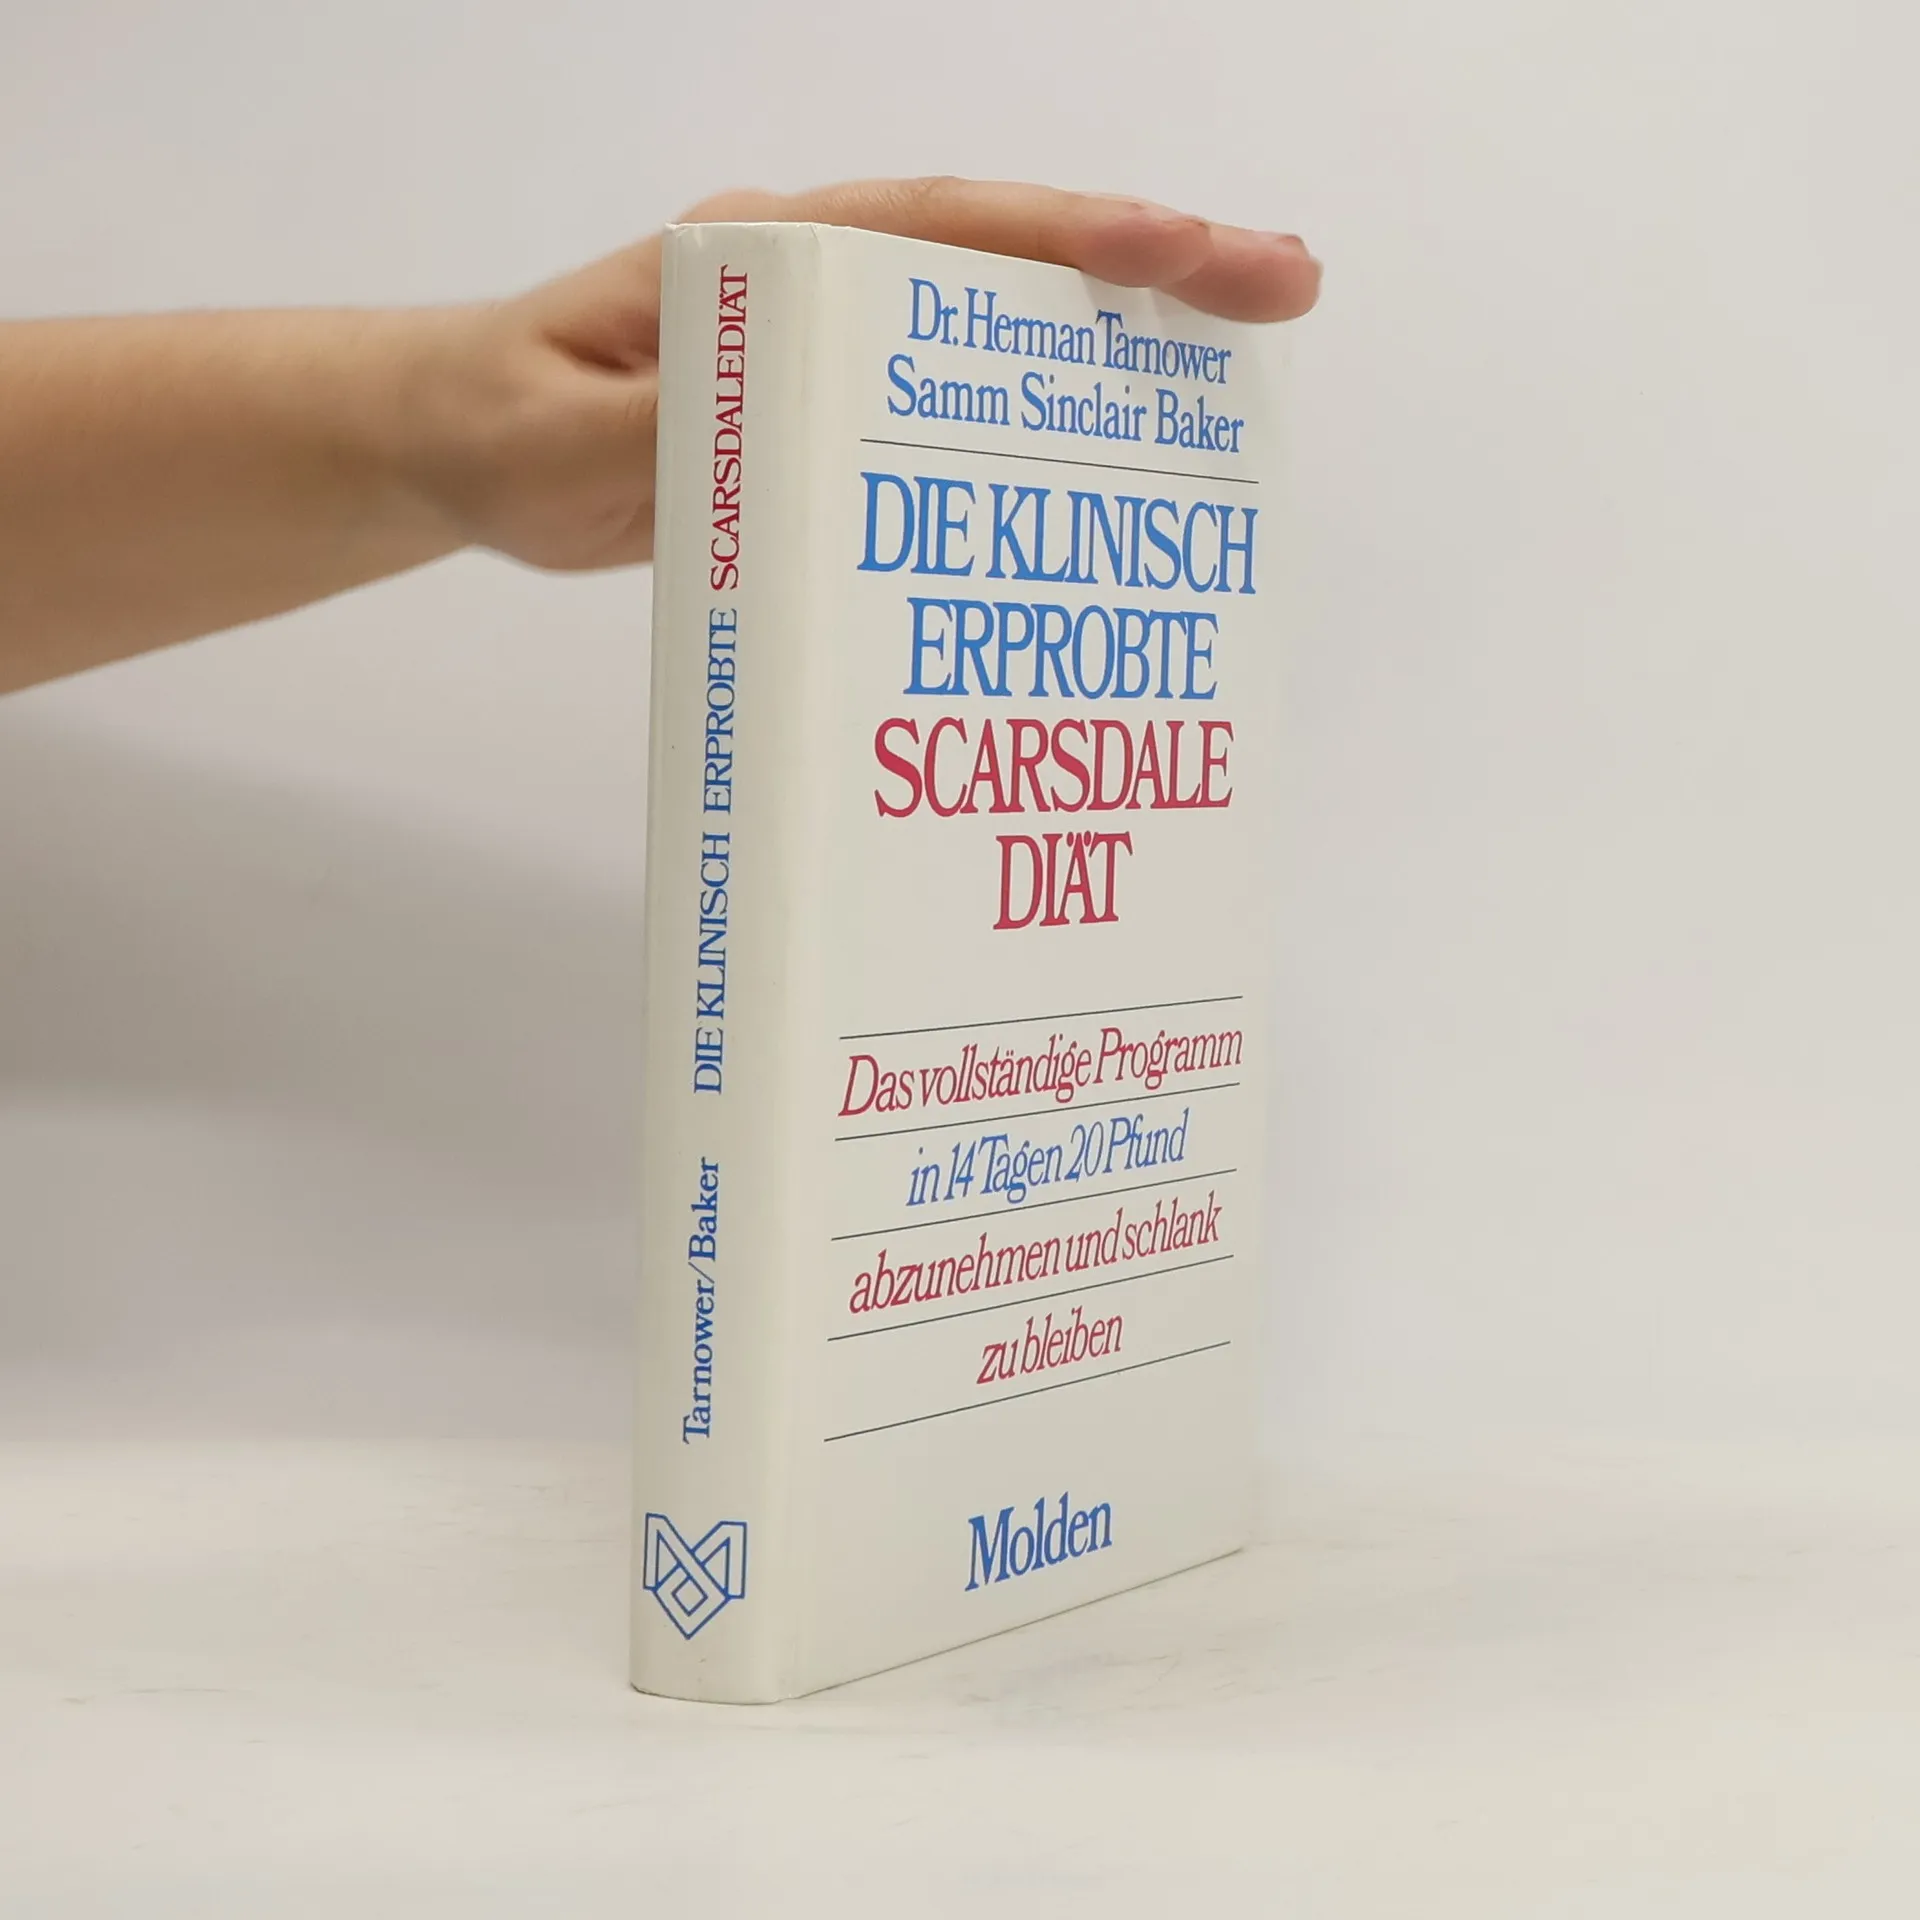 Dr. Herman Tarnower
Samm Sinclair Baker
DIE KLINISCH
ERPROBTE
SCARSDALE
DIÄT
Das vollständige Programm
in 14 Tagen 20 Pfund
abzunehmen und schlank
zu bleiben
Molden
Tarnower/Baker DIE KLINISCH ERPROBTE SCARSDALEDIÄT